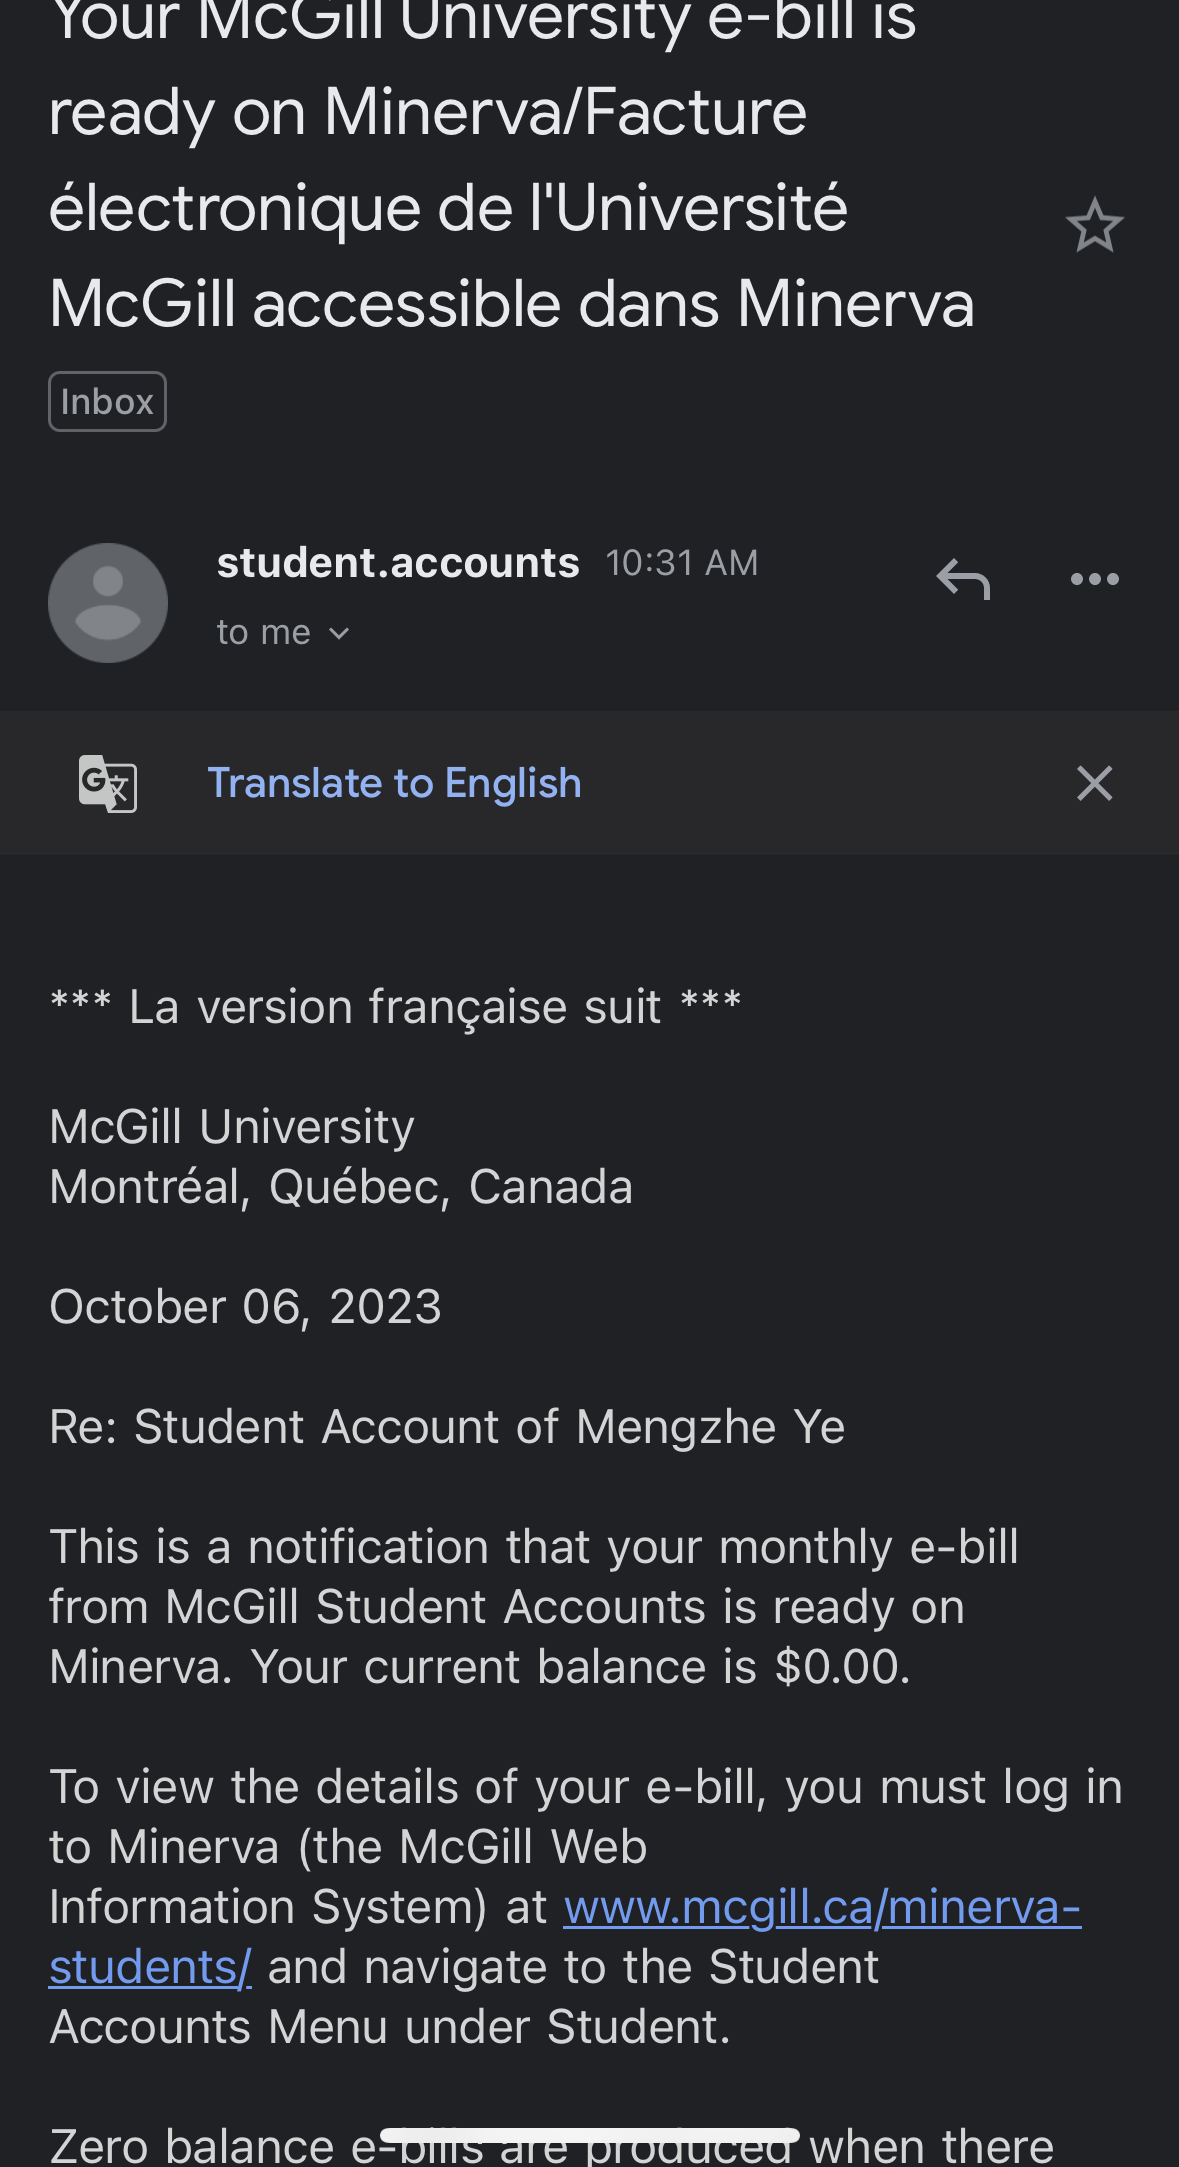 Your McGill University e-bill is
ready on Minerva/Facture
électronique de l'Université
McGill accessible dans Minerva
Inbox
student.accounts 10:31 AM
to me
Translate to English
*** La version française suit ***
McGill University
Montréal, Québec, Canada
October 06, 2023
Re: Student Account of Mengzhe Ye
This is a notification that your monthly e-bill
from McGill Student Accounts is ready on
Minerva. Your current balance is $0.00.
To view the details of your e-bill, you must log in
to Minerva (the McGill Web
Information System) at www.mcgill.ca/minerva-
students/ and navigate to the Student
Accounts Menu under Student.
Zero balance e-bills are produced when there